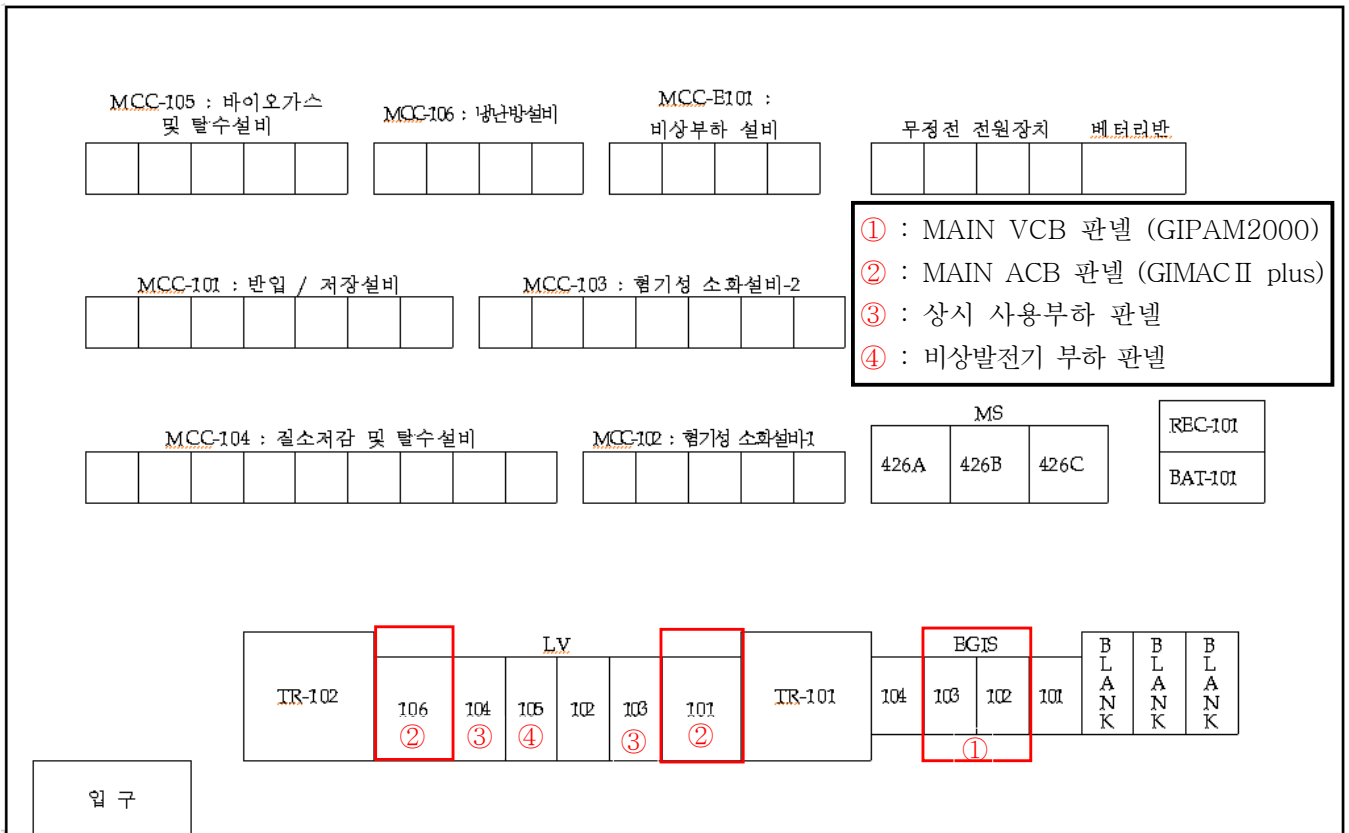 MCC-105 : 바이오가스
및 탈수설비
MCC-106 : 냉난방설비
MCC-E101 :
비상부하 설비
무정전 전원장치
베터리반
① : MAIN VCB 판넬 (GIPAM2000)
② : MAIN ACB 판넬 (GIMACⅡ plus)
③ : 상시 사용부하 판넬
④ : 비상발전기 부하 판넬
MCC-101 : 반입 / 저장설비
MCC-103 : 혐기성 소화설비-2
MCC-104 : 질소저감 및 탈수설비
MCC-102 : 혐기성 소화설비-1
MS
426A
426B
426C
REC-101
BAT-101
TR-102
LV
106
②
104
③
105
④
102
103
③
101
②
TR-101
EGIS
104
103
102
①
101
BLANK
BLANK
BLANK
입 구